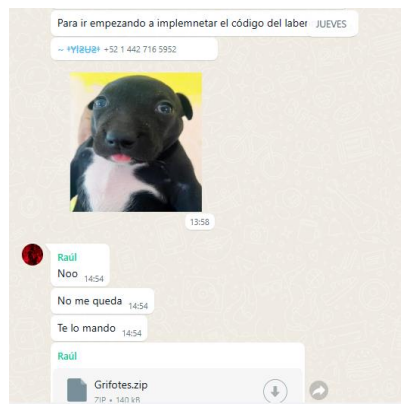 Para ir empezando a implemnetar el código del laber
JUEVES
+52 1 442 716 5952
13:58
Raúl
Noo 14:54
No me queda 14:54
Te lo mando 14:54
Raúl
Grifotes.zip
ZIP • 140 kB